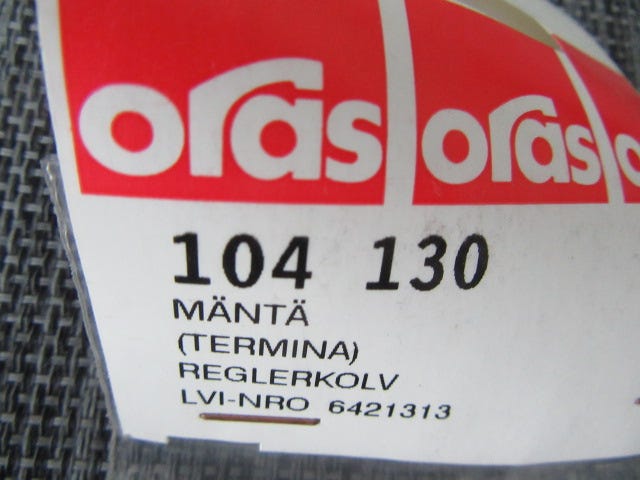 oras oras
104 130
MÄNTÄ
(TERMINA)
REGLERKOLV
LVI-NRO 6421313